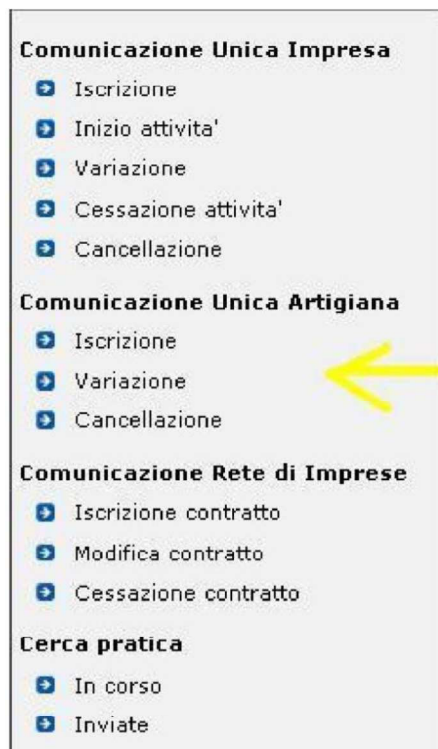 Comunicazione Unica Impresa
Iscrizione
Inizio attivita'
Variazione
Cessazione attivita'
Cancellazione
Comunicazione Unica Artigiana
Iscrizione
Variazione
Cancellazione
Comunicazione Rete di Imprese
Iscrizione contratto
Modifica contratto
Cessazione contratto
Cerca pratica
In corso
Inviate